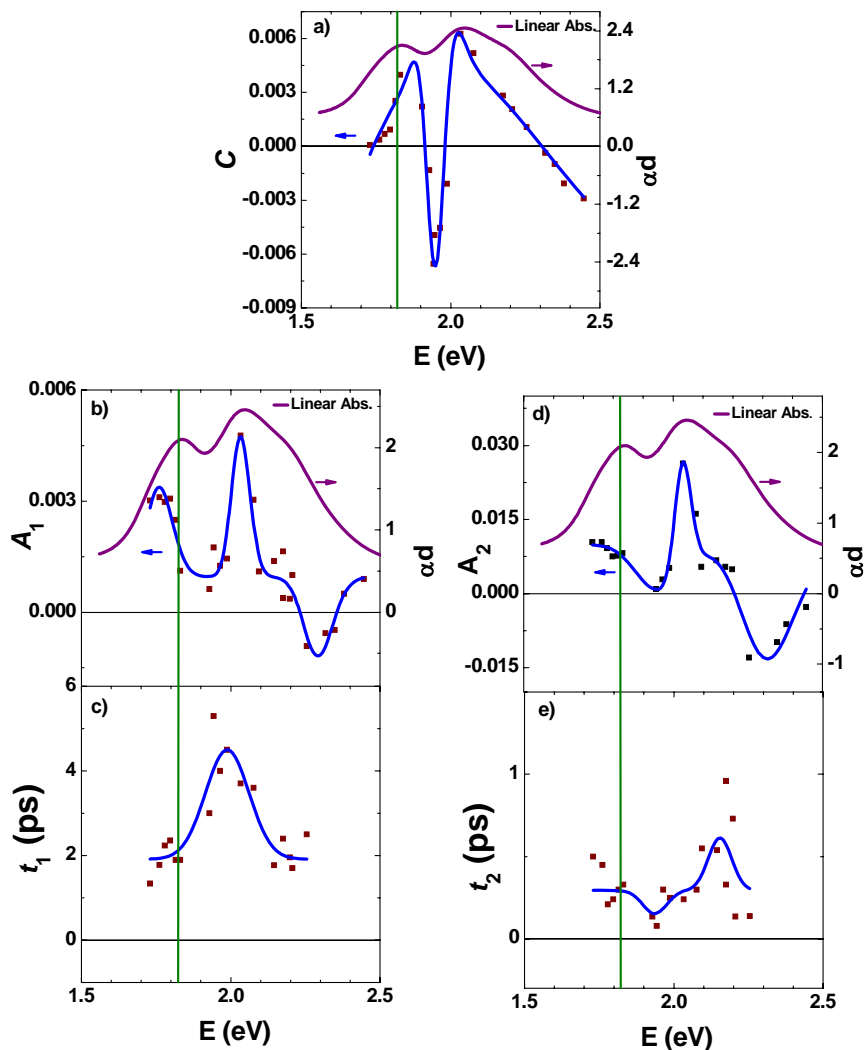 a)
Linear Abs.
0.006
0.003
0.000
-0.003
-0.006
-0.009
C
2.4
1.2
0.0
-1.2
-2.4
αd
1.5 2.0 2.5
E (eV)
b)
Linear Abs.
0.006
0.003
0.000
A1
2
1
0
αd
c)
6
4
2
0
t1 (ps)
1.5 2.0 2.5
E (eV)
d)
Linear Abs.
0.030
0.015
0.000
-0.015
A2
2
1
0
-1
αd
e)
1
0
t2 (ps)
1.5 2.0 2.5
E (eV)